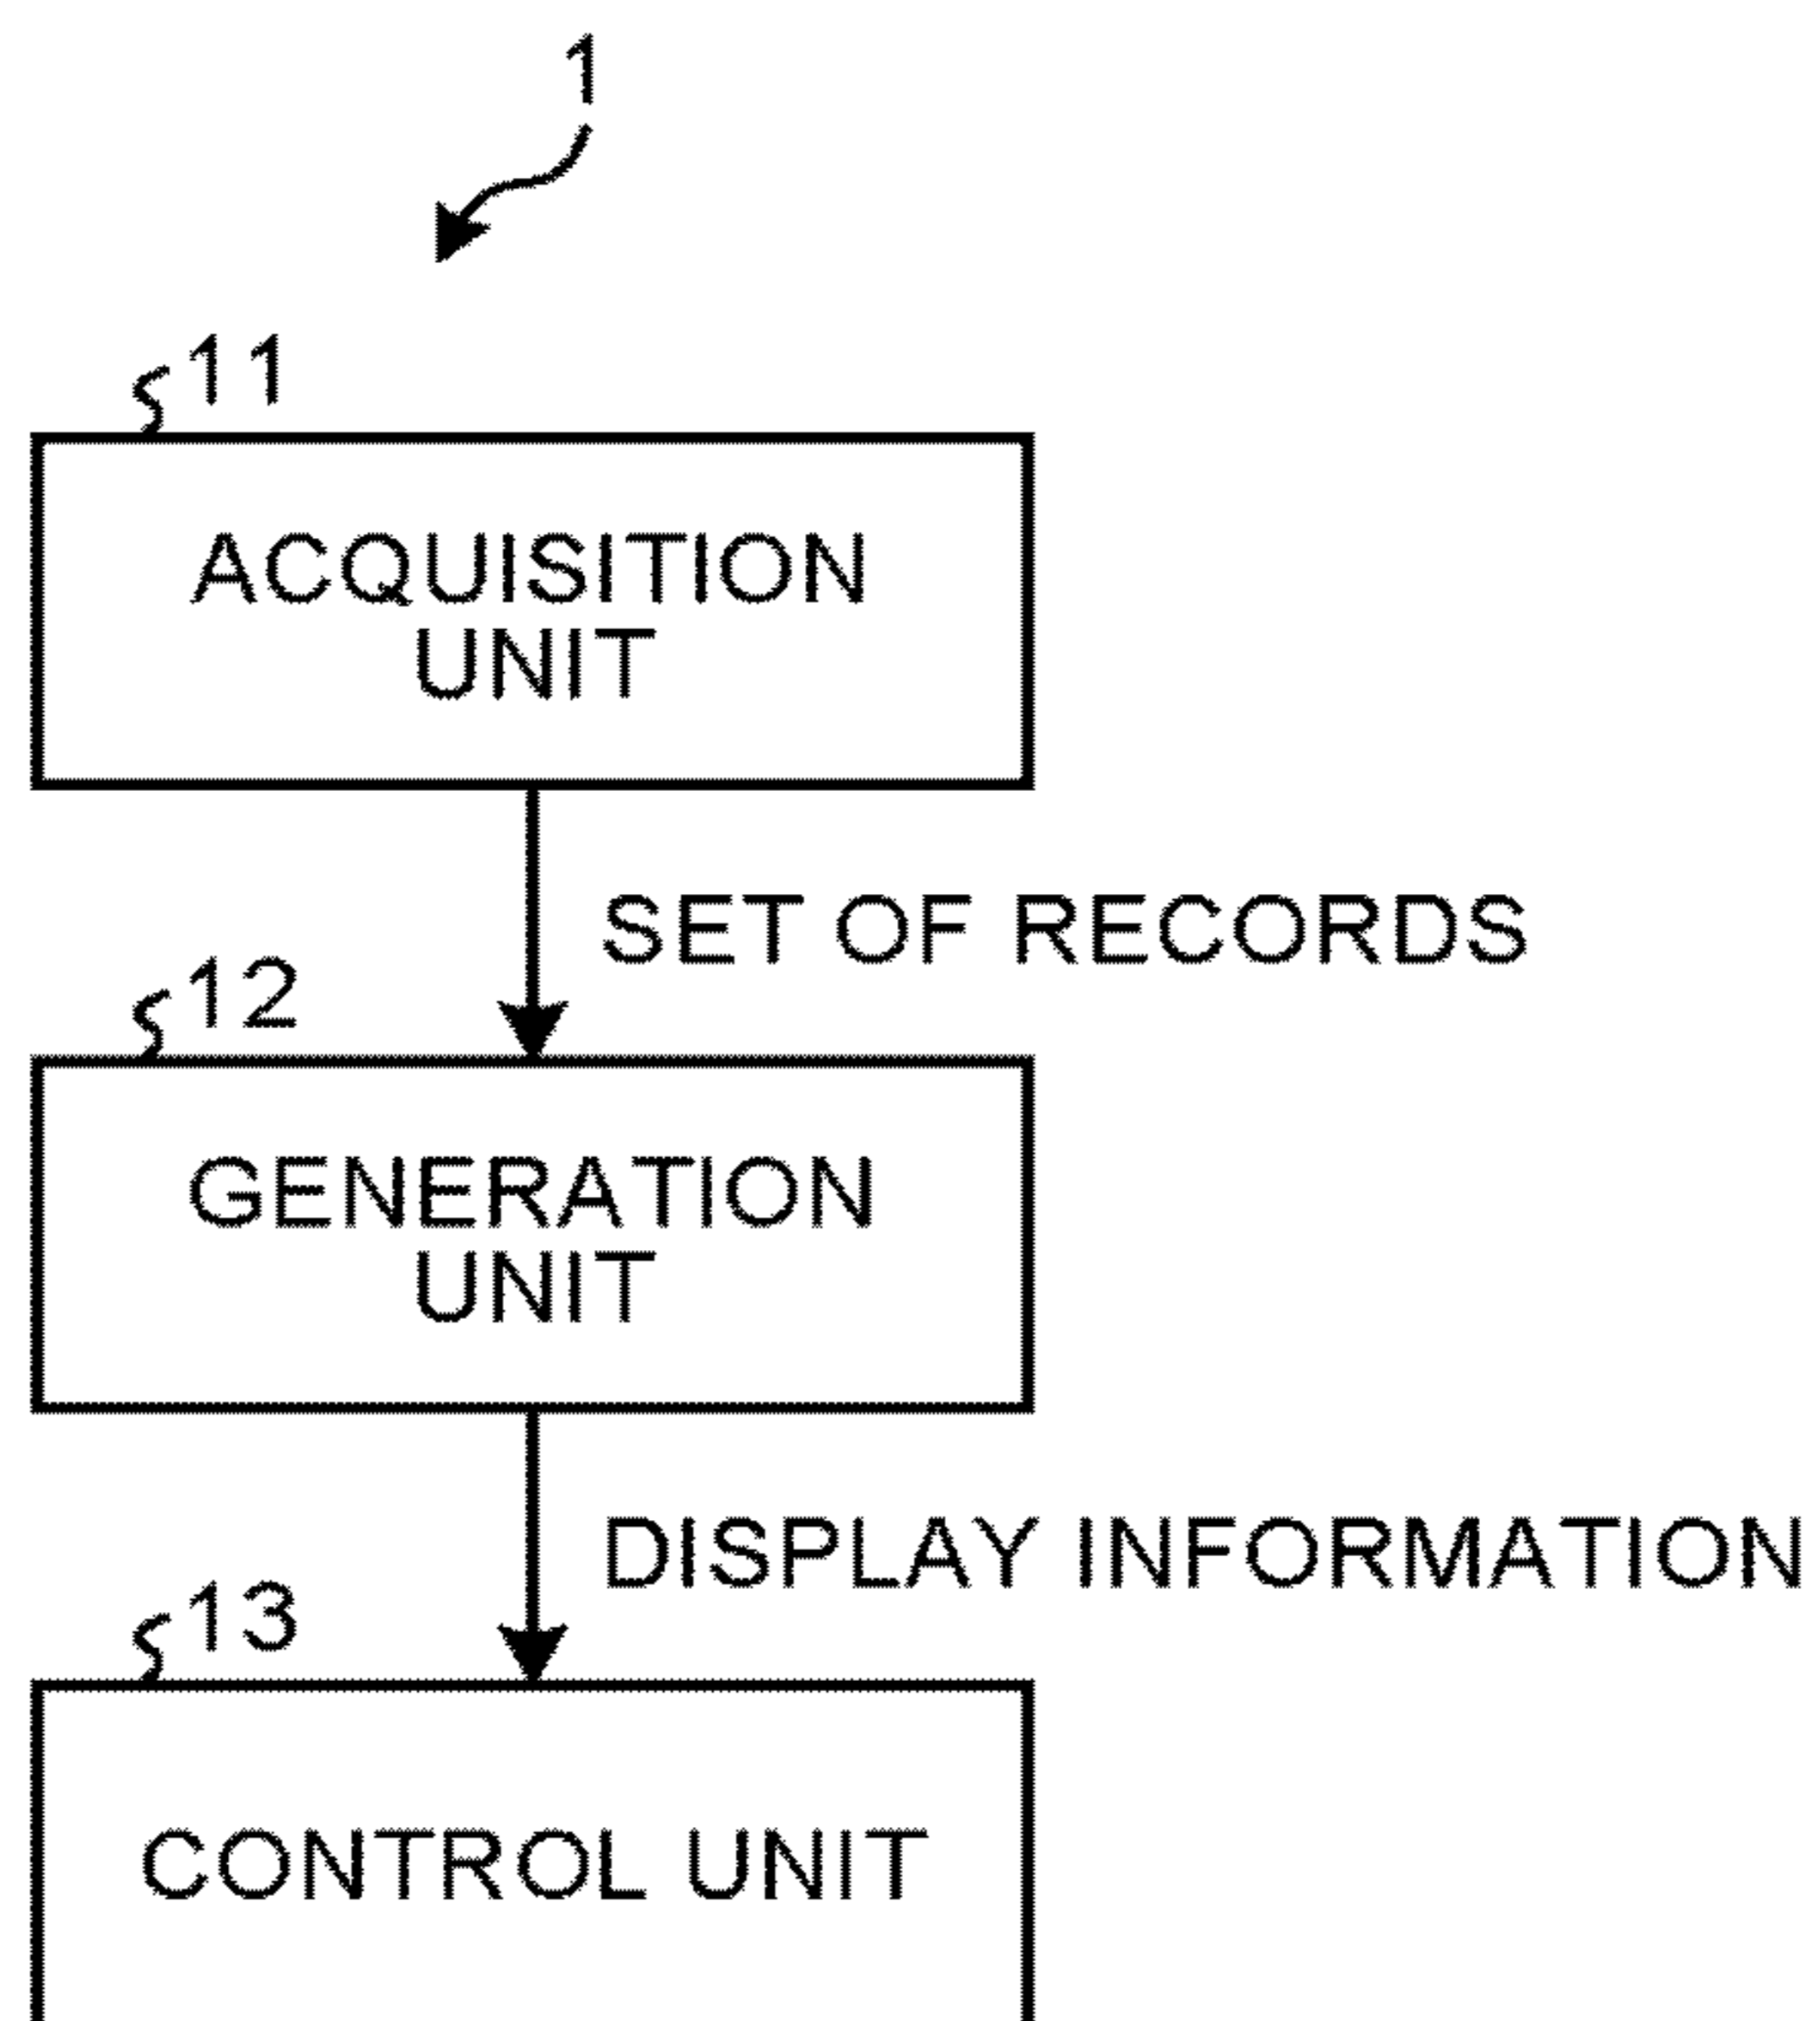 1
11
ACQUISITION
UNIT
SET OF RECORDS
12
GENERATION
UNIT
DISPLAY INFORMATION
13
CONTROL UNIT